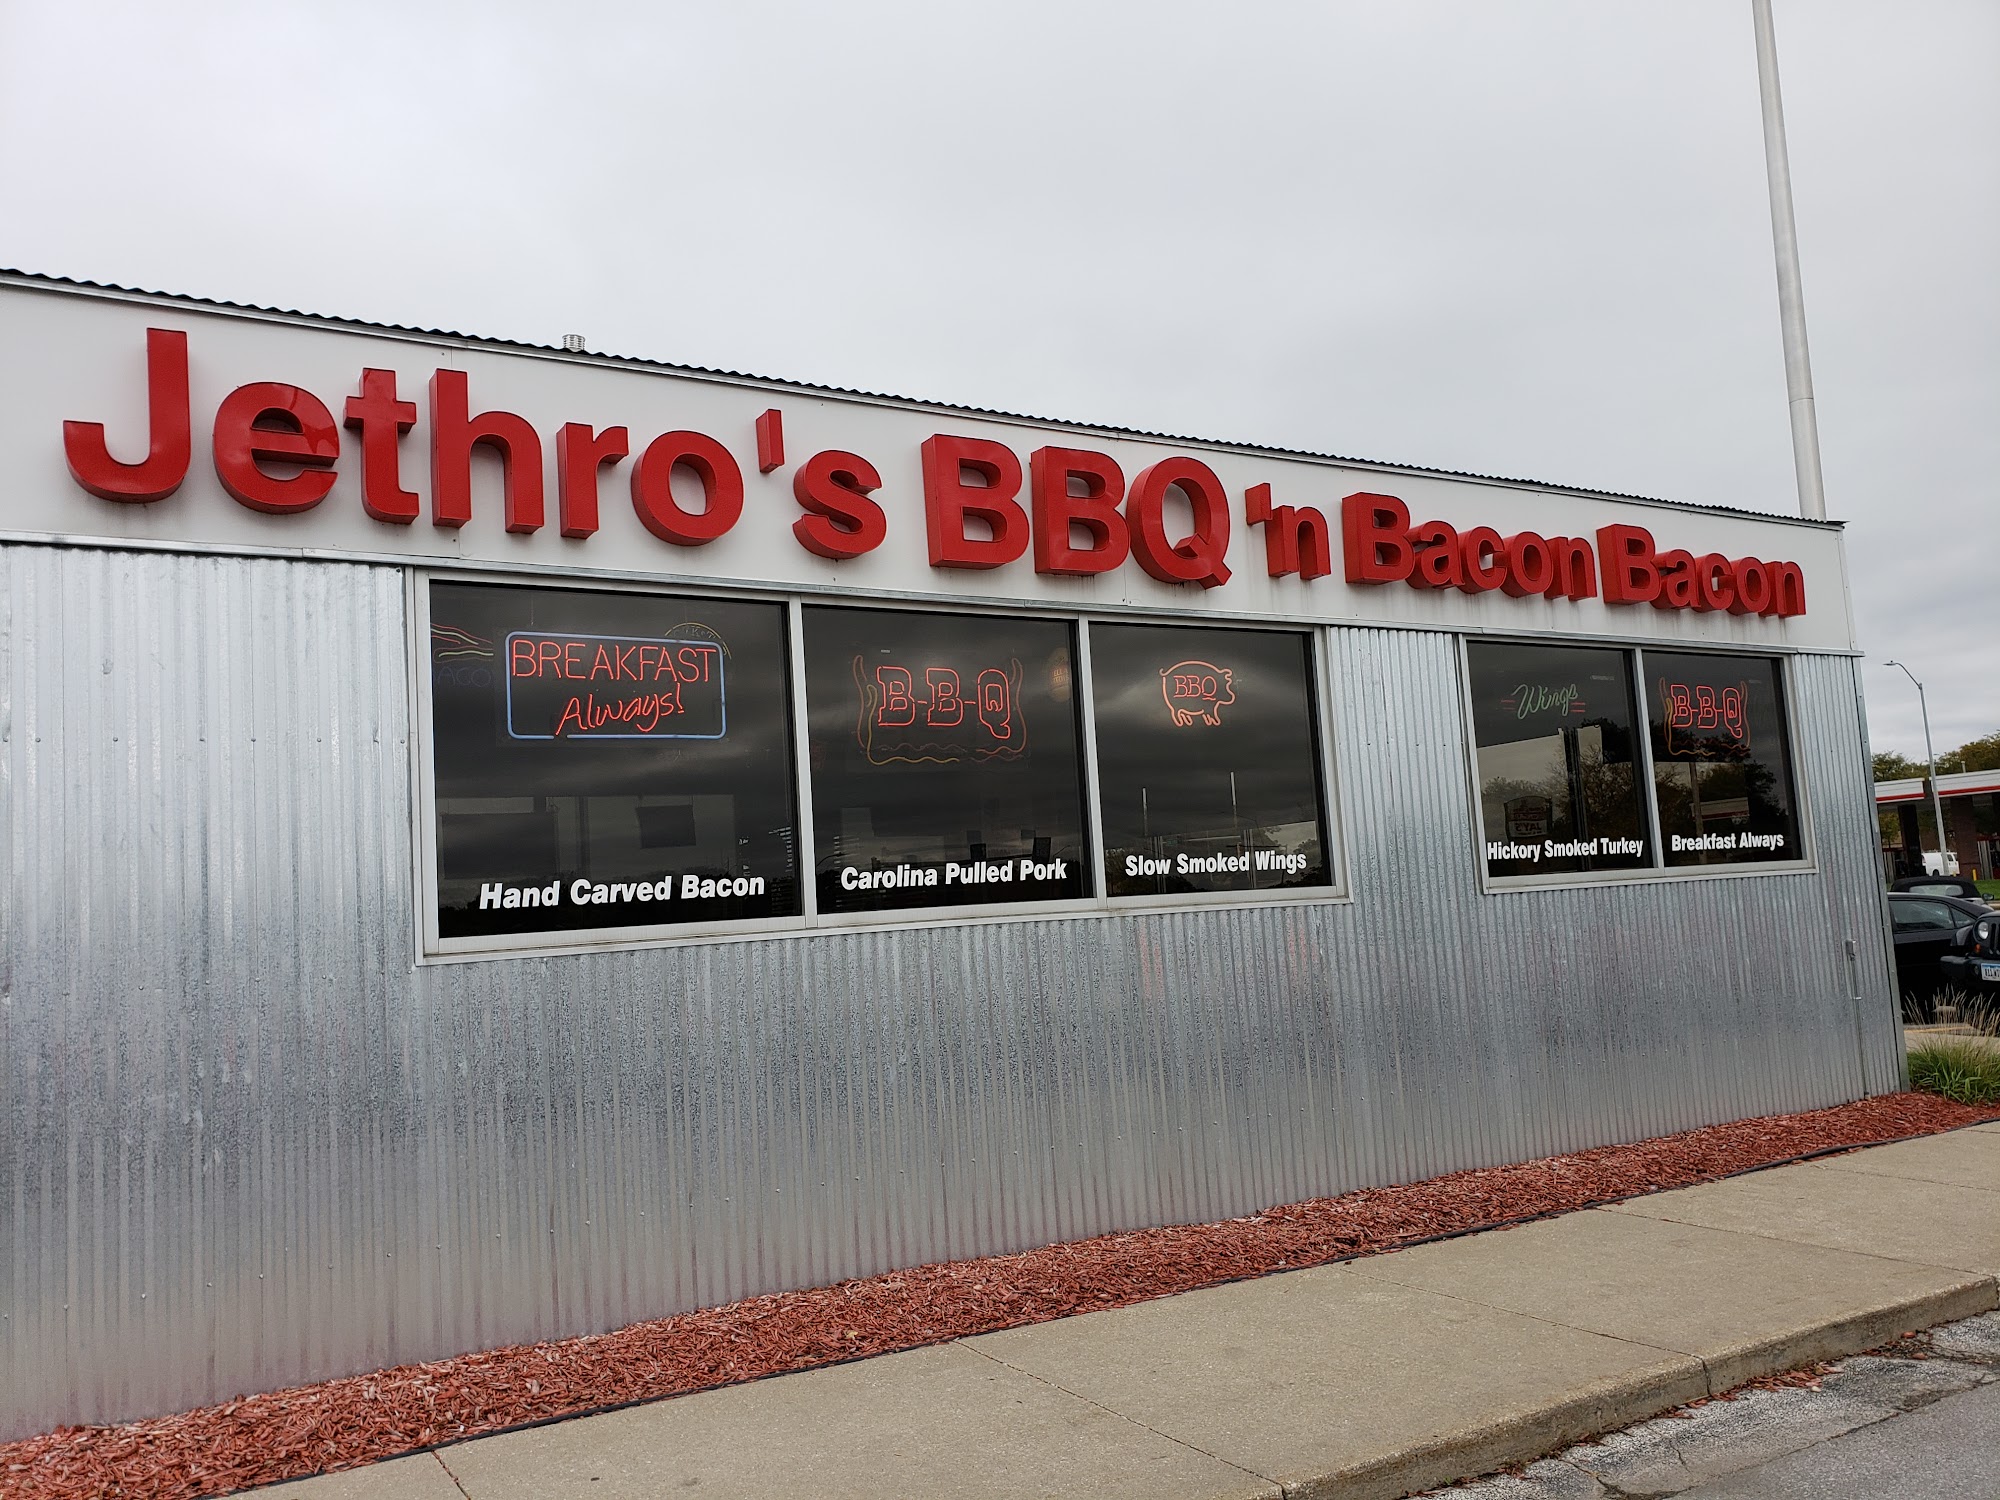 Jethro's BBQ 'n Bacon Bacon
BREAKFAST
Always!
B-B-Q
BBQ
Wings
B-B-Q
Hand Carved Bacon
Carolina Pulled Pork
Slow Smoked Wings
Hickory Smoked Turkey
Breakfast Always